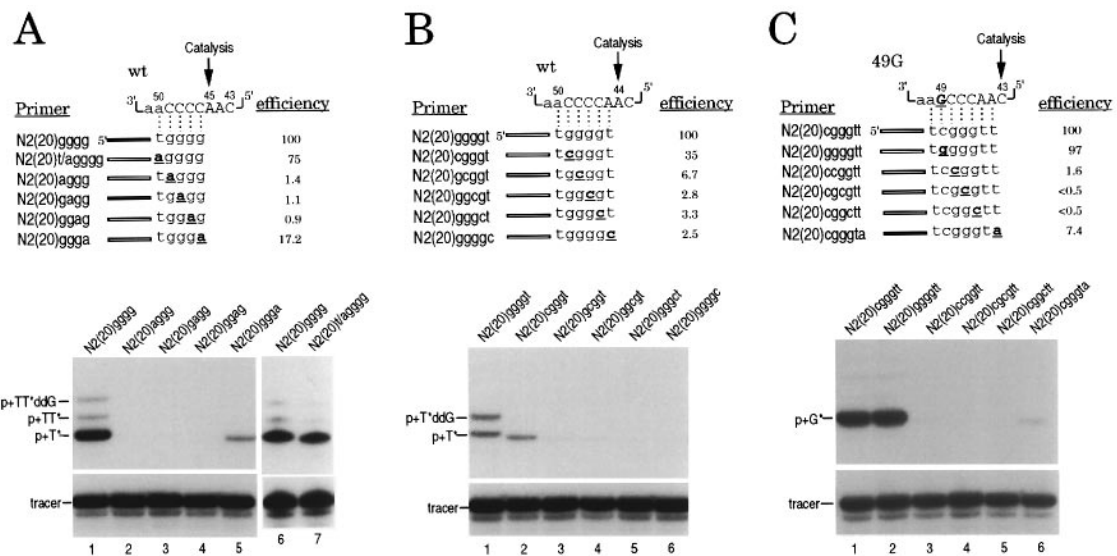 A
Catalysis
wt
50 45 43
3' aaCCCCCAAC 5'
Primer efficiency
N2(20)gggg 5' tgggg 100
N2(20)t/agggg agggg 75
N2(20)aggg taggg 1.4
N2(20)gagg tgagg 1.1
N2(20)ggag tggag 0.9
N2(20)ggga tggga 17.2
N2(20)gggg
N2(20)aggg
N2(20)gagg
N2(20)ggag
N2(20)ggga
N2(20)gggg
N2(20)t/agggg
p+TT*ddG
p+TT*
p+T*
tracer
1 2 3 4 5 6 7
B
Catalysis
wt
50 44
3' aaCCCCCAAC 5'
Primer efficiency
N2(20)ggggt 5' tggggt 100
N2(20)cgggt tcgggt 35
N2(20)gcggt tgcggt 6.7
N2(20)ggcgt tggcgt 2.8
N2(20)gggct tgggct 3.3
N2(20)ggggc tggggc 2.5
N2(20)ggggt
N2(20)cgggt
N2(20)gcggt
N2(20)ggcgt
N2(20)gggct
N2(20)ggggc
p+T*ddG
p+T*
tracer
1 2 3 4 5 6
C
Catalysis
49G
49 43
3' aaGCCCAAC 5'
Primer efficiency
N2(20)cgggtt 5' tcgggtt 100
N2(20)ggggtt tggggtt 97
N2(20)ccggtt tccggtt 1.6
N2(20)cgcgtt tcgcgtt <0.5
N2(20)cggctt tcggctt <0.5
N2(20)cgggta tcgggta 7.4
N2(20)cgggtt
N2(20)ggggtt
N2(20)ccggtt
N2(20)cgcgtt
N2(20)cggctt
N2(20)cgggta
p+G*
tracer
1 2 3 4 5 6